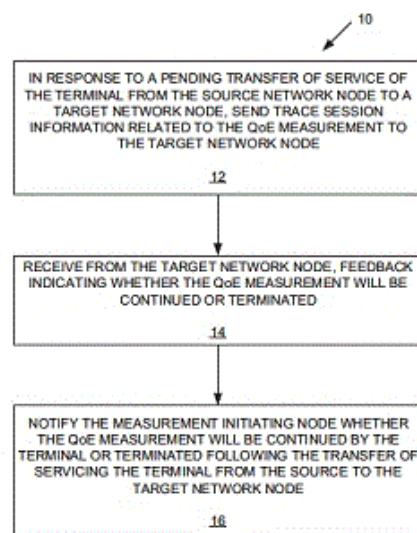 10
IN RESPONSE TO A PENDING TRANSFER OF SERVICE OF
THE TERMINAL FROM THE SOURCE NETWORK NODE TO A
TARGET NETWORK NODE, SEND TRACE SESSION
INFORMATION RELATED TO THE QoE MEASUREMENT TO
THE TARGET NETWORK NODE
12
RECEIVE FROM THE TARGET NETWORK NODE, FEEDBACK
INDICATING WHETHER THE QoE MEASUREMENT WILL BE
CONTINUED OR TERMINATED
14
NOTIFY THE MEASUREMENT INITIATING NODE WHETHER
THE QoE MEASUREMENT WILL BE CONTINUED BY THE
TERMINAL OR TERMINATED FOLLOWING THE TRANSFER OF
SERVICING THE TERMINAL FROM THE SOURCE TO THE
TARGET NETWORK NODE
16